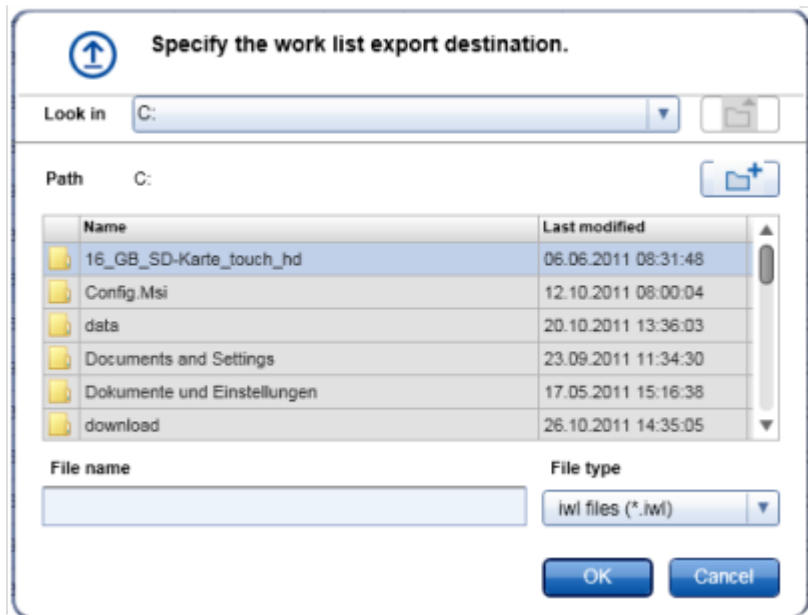 Specify the work list export destination.
Look in C:
Path C:
Name Last modified
16_GB_SD-Karte_touch_hd 06.06.2011 08:31:48
Config.Msi 12.10.2011 08:00:04
data 20.10.2011 13:36:03
Documents and Settings 23.09.2011 11:34:30
Dokumente und Einstellungen 17.05.2011 15:16:38
download 26.10.2011 14:35:05
File name File type
iwl files (*.iwl)
OK Cancel